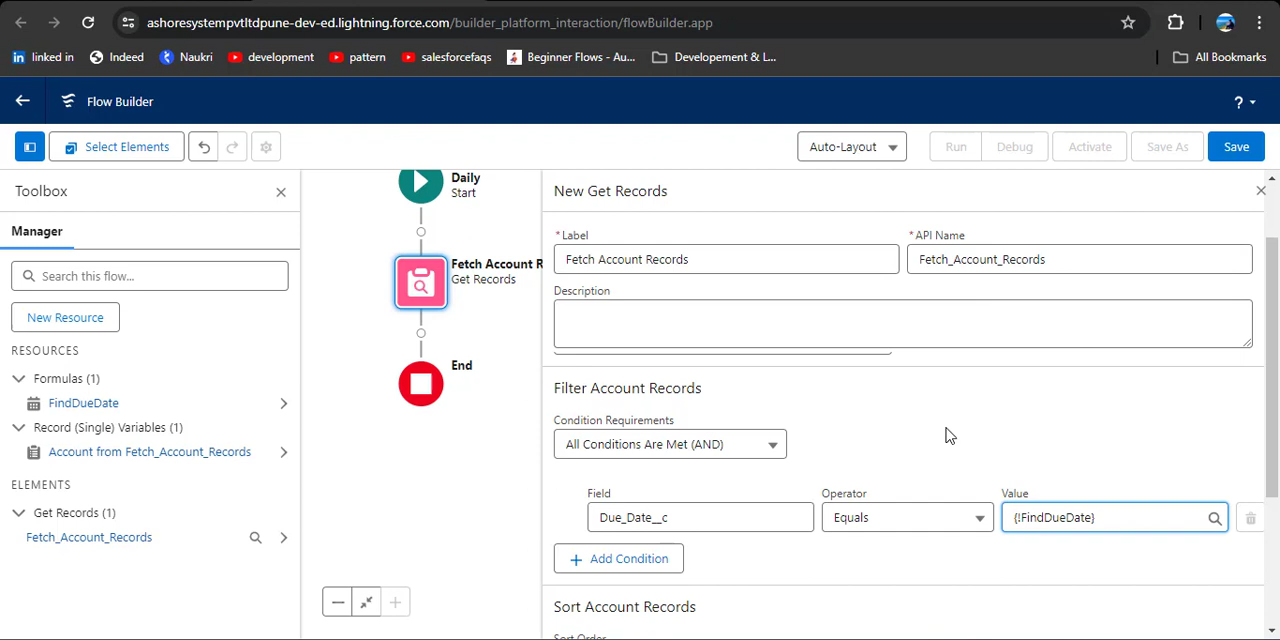 ashoresystempvtltdpune-dev-ed.lightning.force.com/builder_platform_interaction/flowBuilder.app
linked in
Indeed
Naukri
development
pattern
salesforcefaqs
Beginner Flows - Au...
Developement & L...
All Bookmarks
Flow Builder
?
Select Elements
Auto-Layout
Run
Debug
Activate
Save As
Save
Toolbox
Manager
Search this flow...
New Resource
RESOURCES
Formulas (1)
FindDueDate
Record (Single) Variables (1)
Account from Fetch_Account_Records
ELEMENTS
Get Records (1)
Fetch_Account_Records
Daily
Start
Fetch Account R
Get Records
End
New Get Records
*Label
*API Name
Fetch Account Records
Fetch_Account_Records
Description
Filter Account Records
Condition Requirements
All Conditions Are Met (AND)
Field
Operator
Value
Due_Date__c
Equals
{!FindDueDate}
Add Condition
Sort Account Records
Sort Order